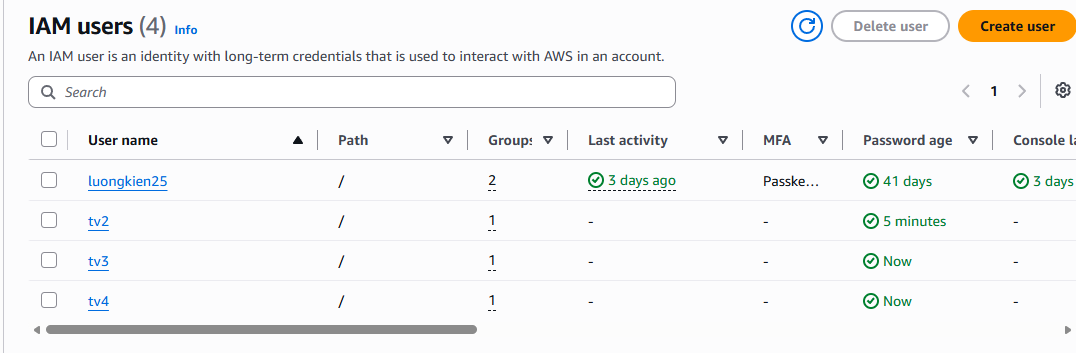 IAM users (4) Info
Delete user
Create user
An IAM user is an identity with long-term credentials that is used to interact with AWS in an account.
Search
1
User name Path Groups Last activity MFA Password age Console la
luongkien25 / 2 3 days ago Passke... 41 days 3 days
tv2 / 1 - - 5 minutes -
tv3 / 1 - - Now -
tv4 / 1 - - Now -